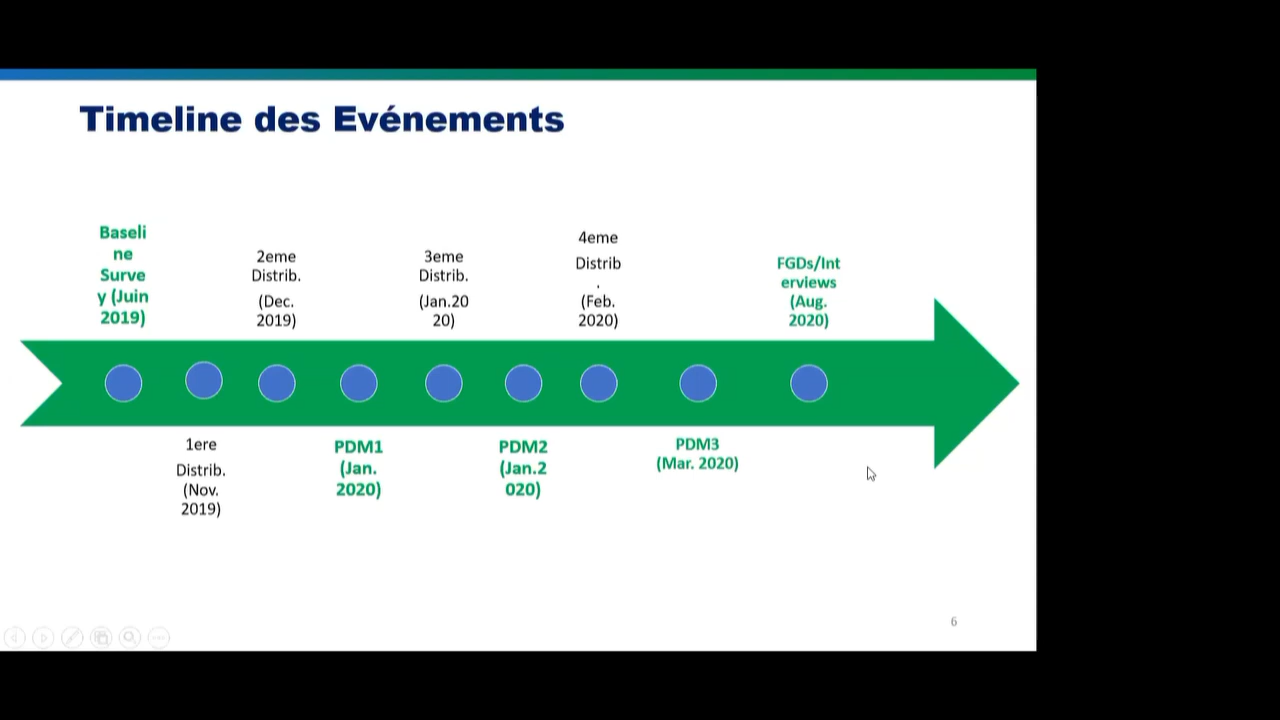 Timeline des Evénements
Baseli
ne
Surve
y (Juin
2019)
1ere
Distrib.
(Nov.
2019)
2eme
Distrib.
(Dec.
2019)
PDM1
(Jan.
2020)
3eme
Distrib.
(Jan.20
20)
PDM2
(Jan.2
020)
4eme
Distrib
.
(Feb.
2020)
PDM3
(Mar. 2020)
FGDs/Int
erviews
(Aug.
2020)
6